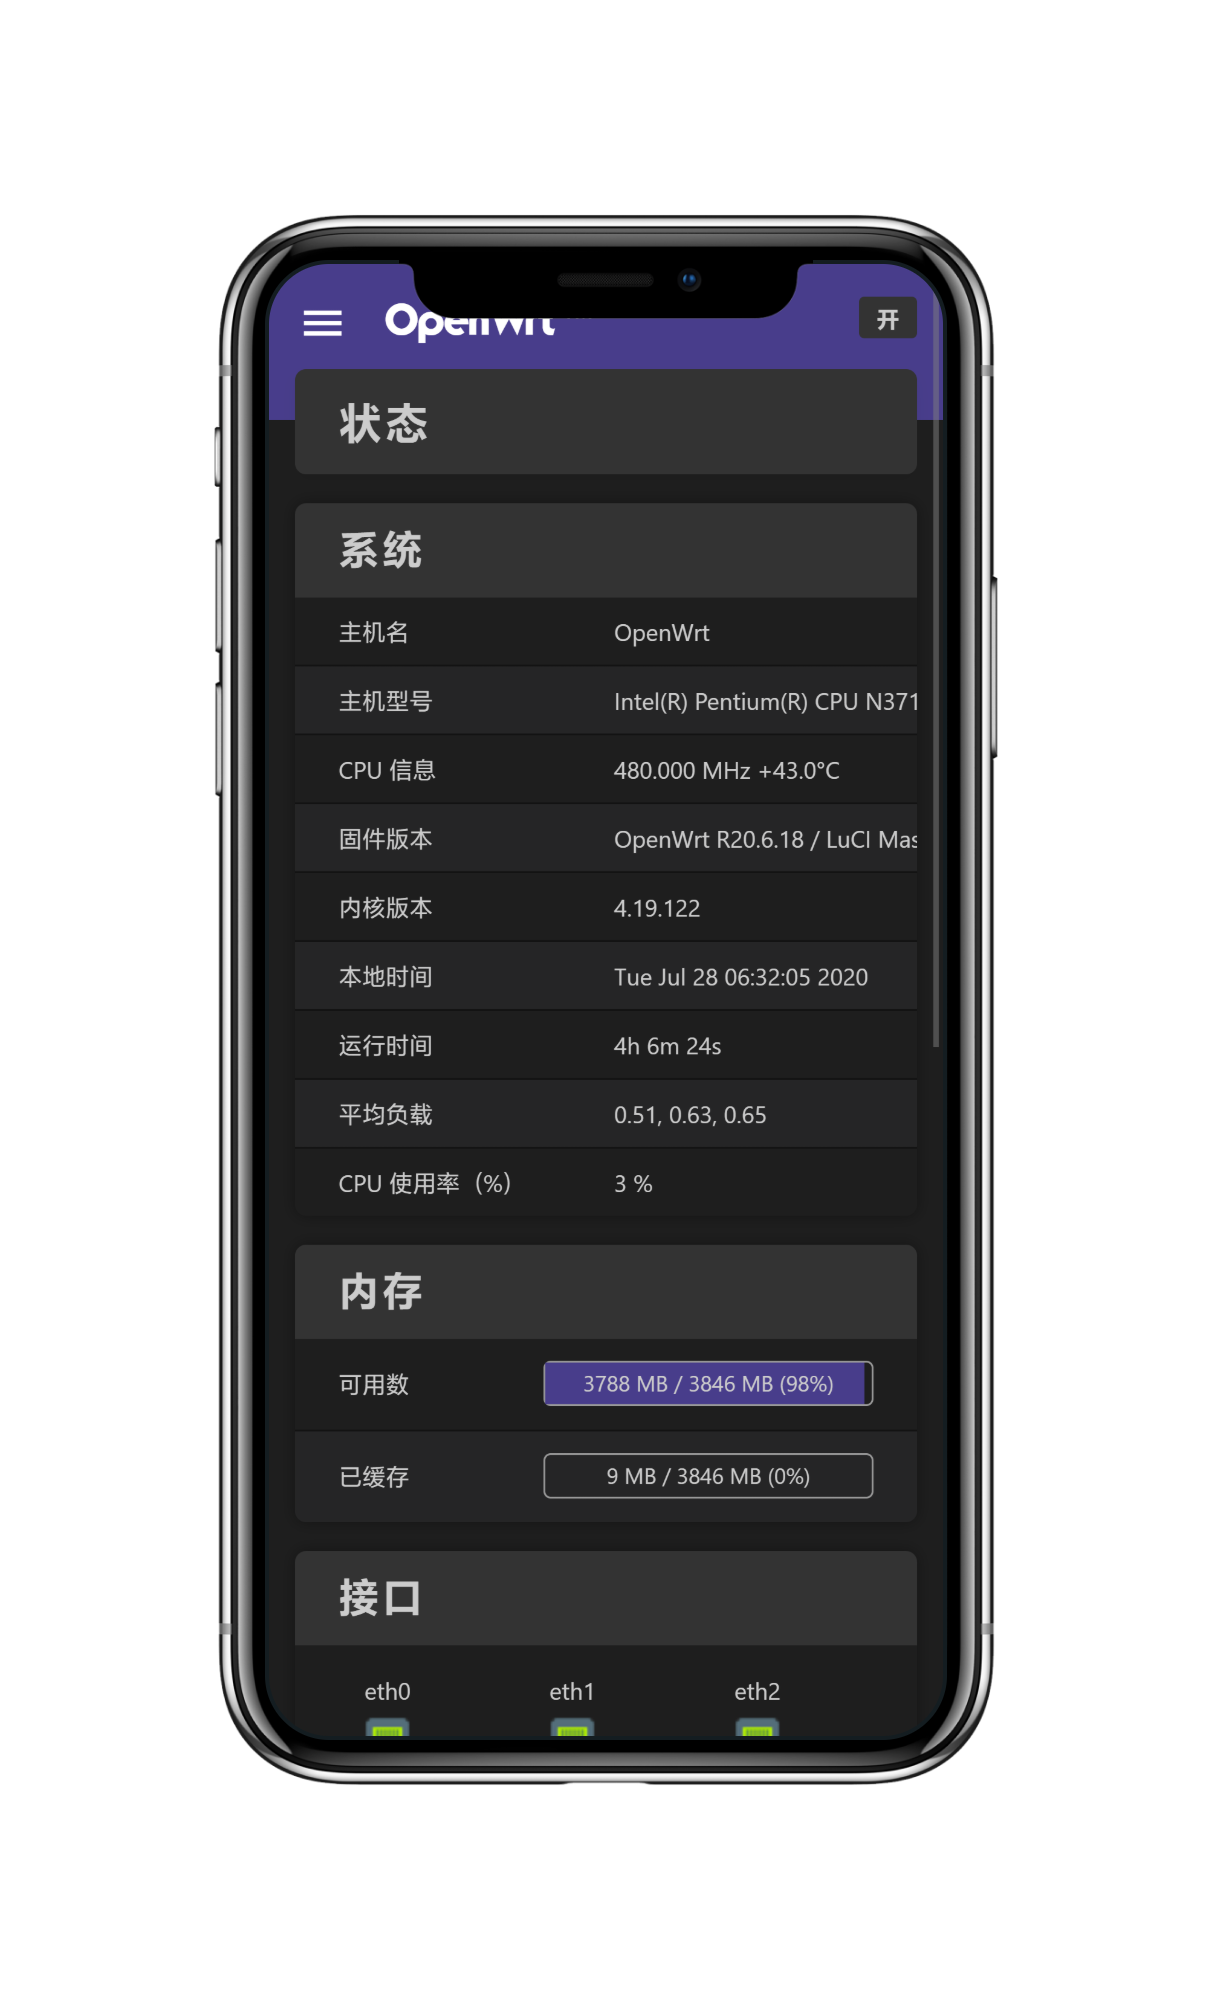 OpenWrt
开
状态
系统
主机名 OpenWrt
主机型号 Intel(R) Pentium(R) CPU N371
CPU 信息 480.000 MHz +43.0°C
固件版本 OpenWrt R20.6.18 / LuCI Mas
内核版本 4.19.122
本地时间 Tue Jul 28 06:32:05 2020
运行时间 4h 6m 24s
平均负载 0.51, 0.63, 0.65
CPU 使用率（%） 3 %
内存
可用数 3788 MB / 3846 MB (98%)
已缓存 9 MB / 3846 MB (0%)
接口
eth0 eth1 eth2